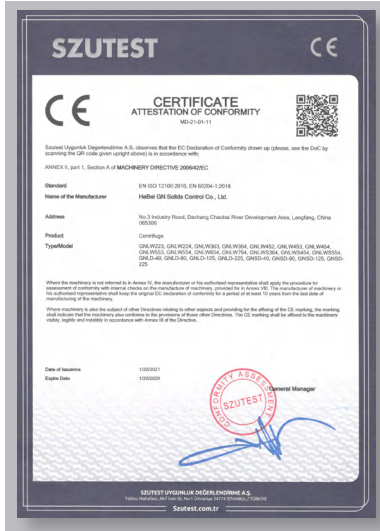 SZUTEST
CE
CE
CERTIFICATE
ATTESTATION OF CONFORMITY
MD-21-01-11
Szutest Uygunluk Degerlendirme A.S. observes that the EC Declaration of Conformity drawn up (please, see the DoC by
scanning the QR code given upright above) is in accordance with;
ANNEX II, part 1, Section A of MACHINERY DIRECTIVE 2006/42/EC
Standard EN ISO 12100:2010, EN 60204-1:2018
Name of the Manufacturer HeBei GN Solids Control Co., Ltd.
Address No.3 Industry Road, Dachang Chaobai River Development Area, Langfang, China
065300
Product Centrifuge
Type/Model GNLW223, GNLW224, GNLW363, GNLW364, GNLW452, GNLW453, GNLW454,
GNLW553, GNLW554, GNLW654, GNLW764, GNLWS364, GNLWS454, GNLWS554,
GNLD-40, GNLD-80, GNLD-125, GNLD-225, GNSD-40, GNSD-90, GNSD-125, GNSD-
225
Where the machinery is not referred to in Annex IV, the manufacturer or his authorised representative shall apply the procedure for
assessment of conformity with internal checks on the manufacture of machinery, provided for in Annex VIII. The manufacturer of machinery or
his authorised representative shall keep the original EC declaration of conformity for a period of at least 10 years from the last date of
manufacturing of the machinery.
Where machinery is also the subject of other Directives relating to other aspects and providing for the affixing of the CE marking, the marking
shall indicate that the machinery also conforms to the provisions of those other Directives. The CE marking shall be affixed to the machinery
visibly, legibly and indelibly in accordance with Annex III of the Directive.
Date of Issuance 1/20/2021
Expire Date 1/20/2026
General Manager
CONFORMITY ASSESSMENT
SZUTEST
SZUTEST UYGUNLUK DEĞERLENDİRME A.Ş.
Szutest.com.tr